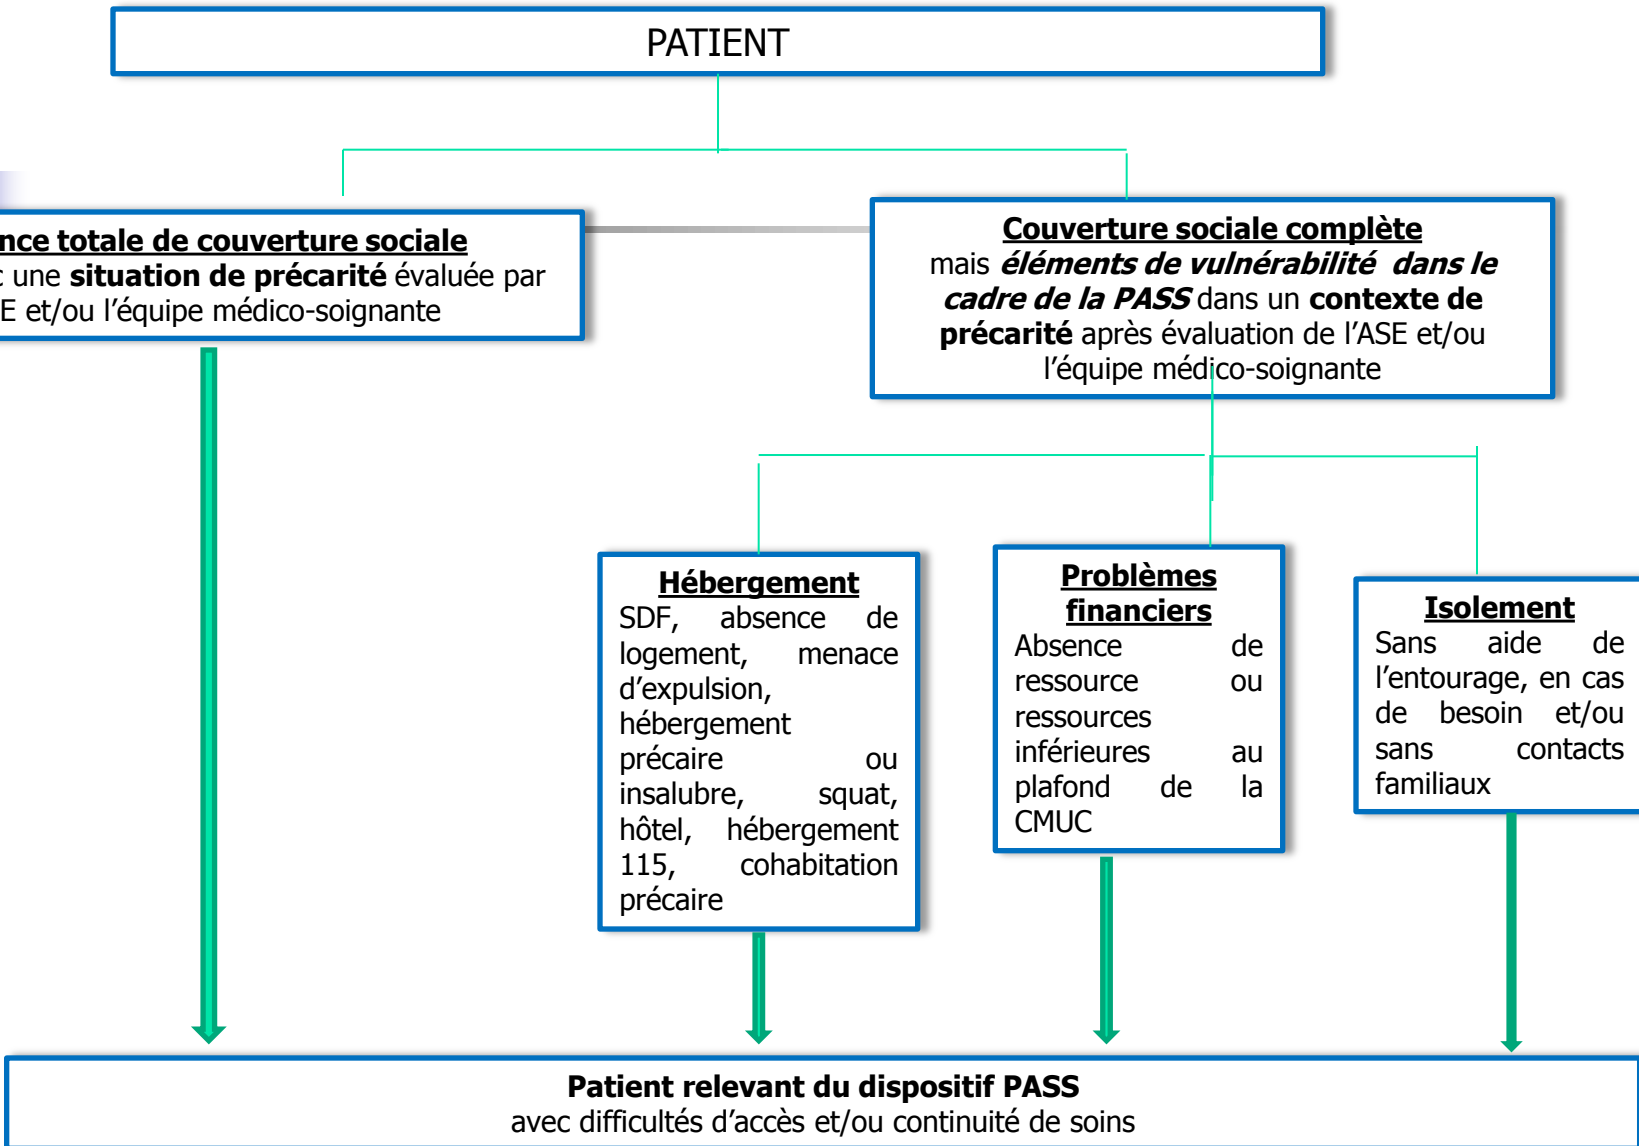 PATIENT
totale de couverture sociale
une situation de précarité évaluée par
et/ou l’équipe médico-soignante
Couverture sociale complète
mais éléments de vulnérabilité dans le
cadre de la PASS dans un contexte de
précarité après évaluation de l’ASE et/ou
l’équipe médico-soignante
Hébergement
SDF, absence de
logement, menace
d’expulsion,
hébergement
précaire ou
insalubre, squat,
hôtel, hébergement
115, cohabitation
précaire
Problèmes
financiers
Absence de
ressource ou
ressources
inférieures au
plafond de la
CMUC
Isolement
Sans aide de
l’entourage, en cas
de besoin et/ou
sans contacts
familiaux
Patient relevant du dispositif PASS
avec difficultés d’accès et/ou continuité de soins